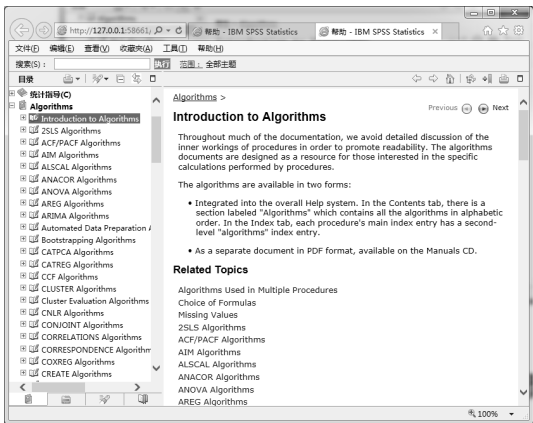 http://127.0.0.1:58661/
帮助 - IBM SPSS Statistics
帮助 - IBM SPSS Statistics
文件(F) 编辑(E) 查看(V) 收藏夹(A) 工具(T) 帮助(H)
搜索(S)： 执行 范围： 全部主题
目录
统计指导(C)
Algorithms
Introduction to Algorithms
2SLS Algorithms
ACF/PACF Algorithms
AIM Algorithms
ALSCAL Algorithms
ANACOR Algorithms
ANOVA Algorithms
AREG Algorithms
ARIMA Algorithms
Automated Data Preparation A
Bootstrapping Algorithms
CATPCA Algorithms
CATREG Algorithms
CCF Algorithms
CLUSTER Algorithms
Cluster Evaluation Algorithms
CNLR Algorithms
CONJOINT Algorithms
CORRELATIONS Algorithms
CORRESPONDENCE Algorithm
COXREG Algorithms
CREATE Algorithms
Algorithms >
Previous Next
Introduction to Algorithms
Throughout much of the documentation, we avoid detailed discussion of the
inner workings of procedures in order to promote readability. The algorithms
documents are designed as a resource for those interested in the specific
calculations performed by procedures.
The algorithms are available in two forms:
• Integrated into the overall Help system. In the Contents tab, there is a
section labeled "Algorithms" which contains all the algorithms in alphabetic
order. In the Index tab, each procedure's main index entry has a second-
level "algorithms" index entry.
• As a separate document in PDF format, available on the Manuals CD.
Related Topics
Algorithms Used in Multiple Procedures
Choice of Formulas
Missing Values
2SLS Algorithms
ACF/PACF Algorithms
AIM Algorithms
ALSCAL Algorithms
ANACOR Algorithms
ANOVA Algorithms
AREG Algorithms
100%